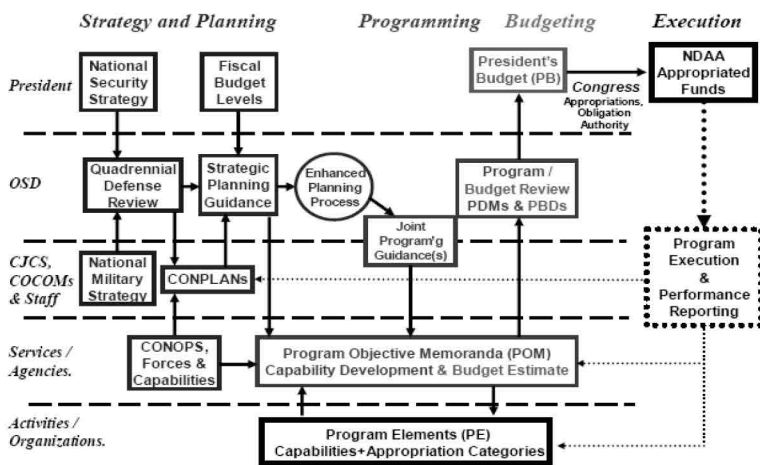 Strategy and Planning
Programming
Budgeting
Execution
President
National
Security
Strategy
Fiscal
Budget
Levels
President's
Budget (PB)
Congress
Appropriations,
Obligation
Authority
NDAA
Appropriated
Funds
OSD
Quadrennial
Defense
Review
Strategic
Planning
Guidance
Enhanced
Planning
Process
Joint
Program'g
Guidance(s)
Program /
Budget Review
PDMs & PBDs
CJCS,
COCOMs
& Staff
National
Military
Strategy
CONPLANs
Program
Execution
&
Performance
Reporting
Services /
Agencies.
CONOPS,
Forces &
Capabilities
Program Objective Memoranda (POM)
Capability Development & Budget Estimate
Activities /
Organizations.
Program Elements (PE)
Capabilities+Appropriation Categories